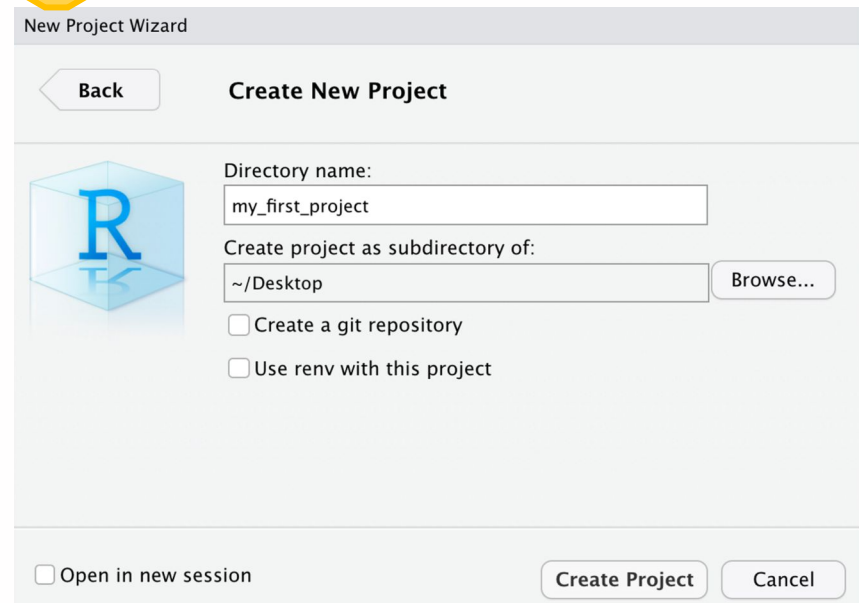 New Project Wizard
Back
Create New Project
R
Directory name:
my_first_project
Create project as subdirectory of:
~/Desktop
Browse...
Create a git repository
Use renv with this project
Open in new session
Create Project
Cancel